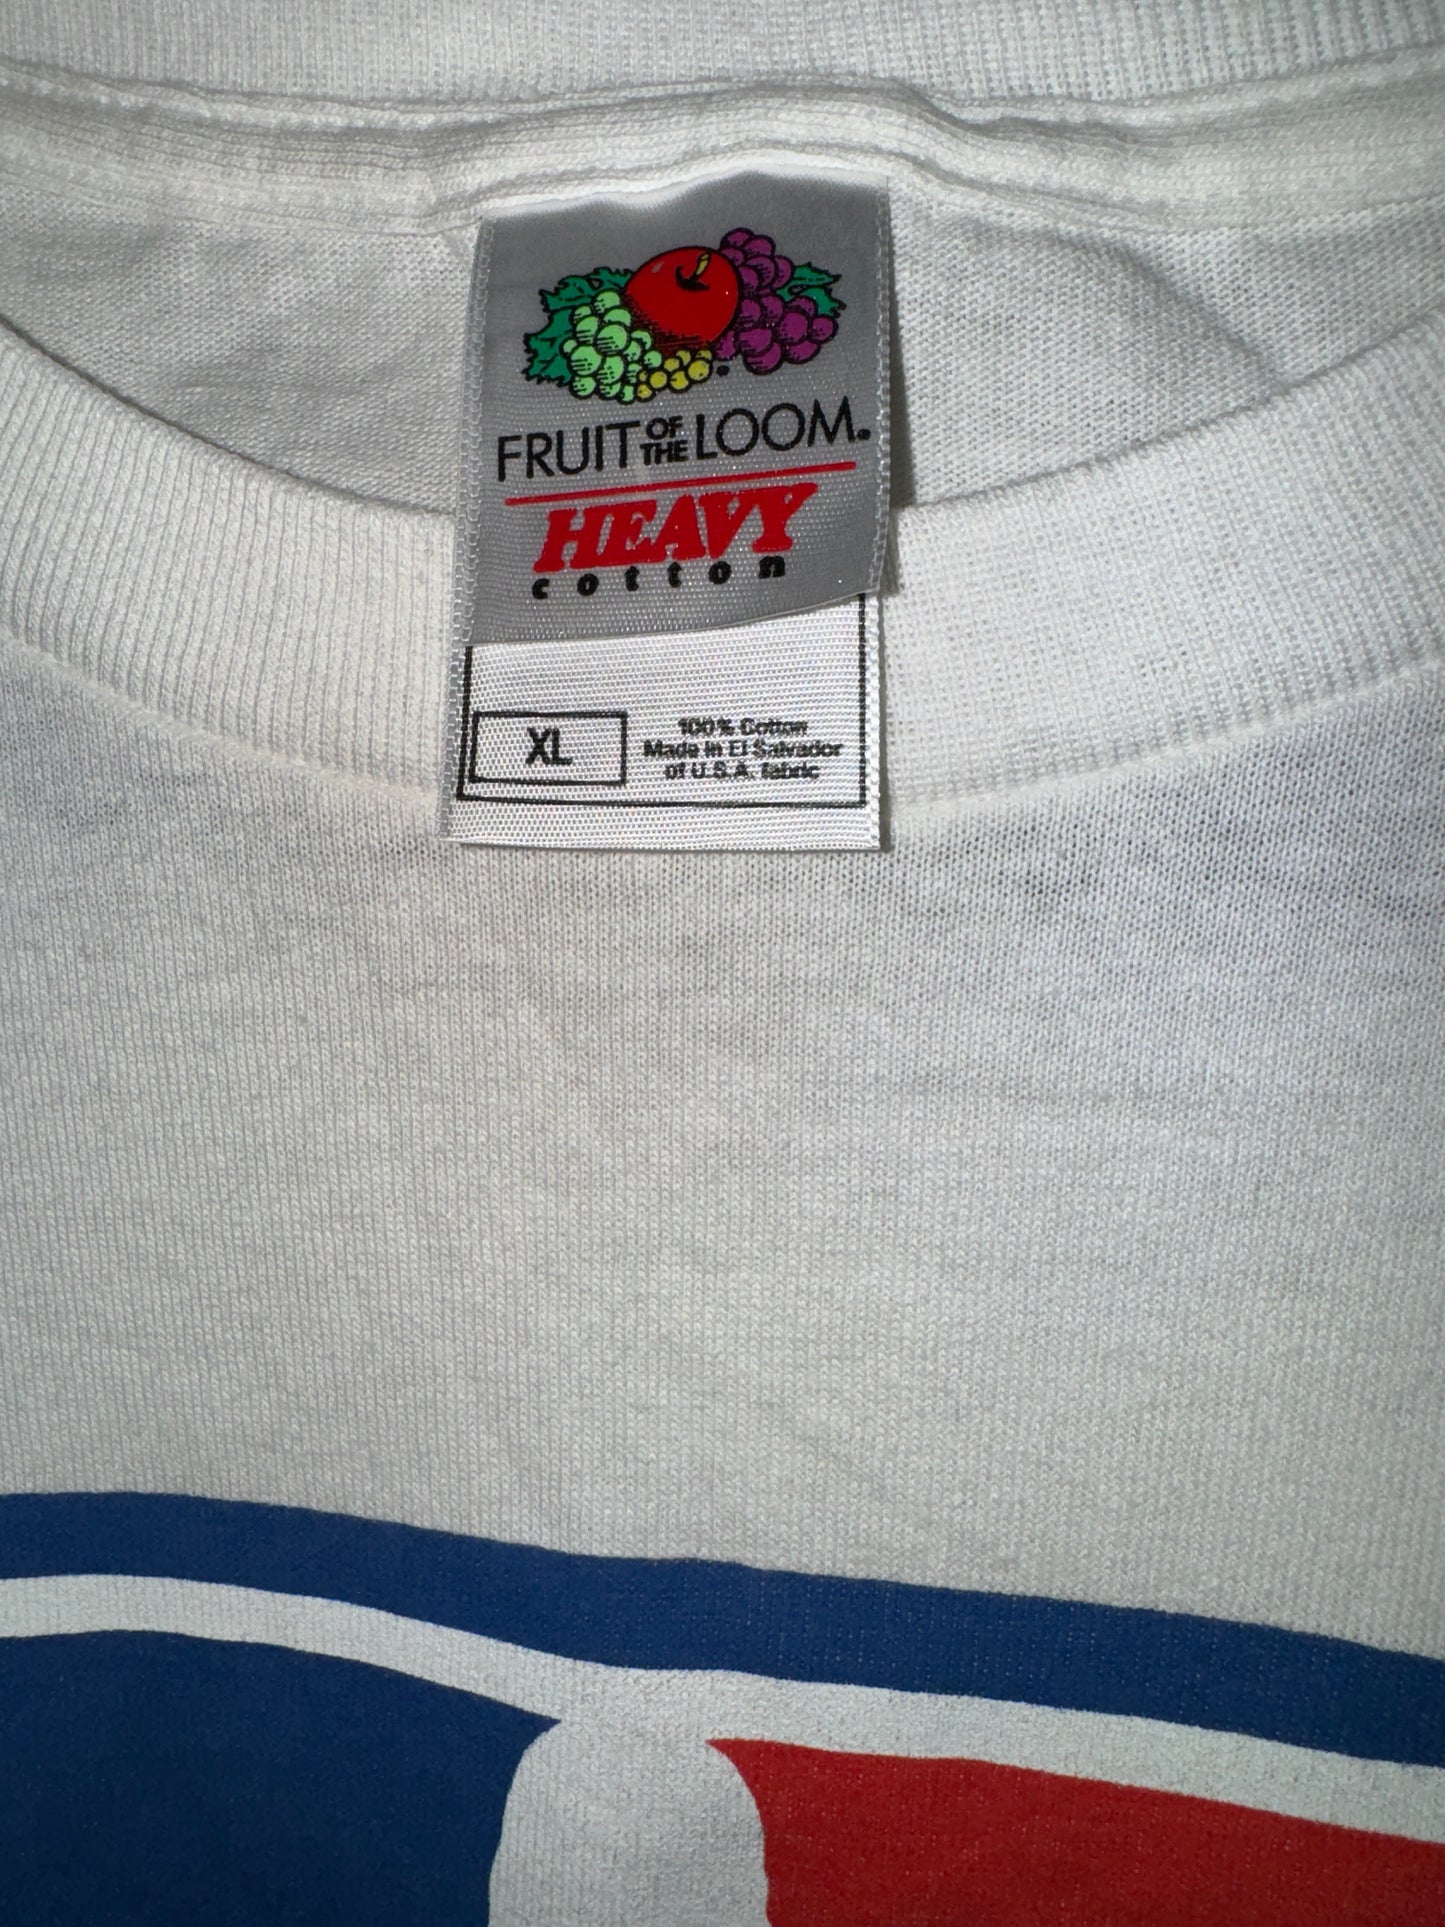 FRUIT OF THE LOOM®
HEAVY
cotton
XL
100% Cotton
Made in El Salvador
of U.S.A. fabric